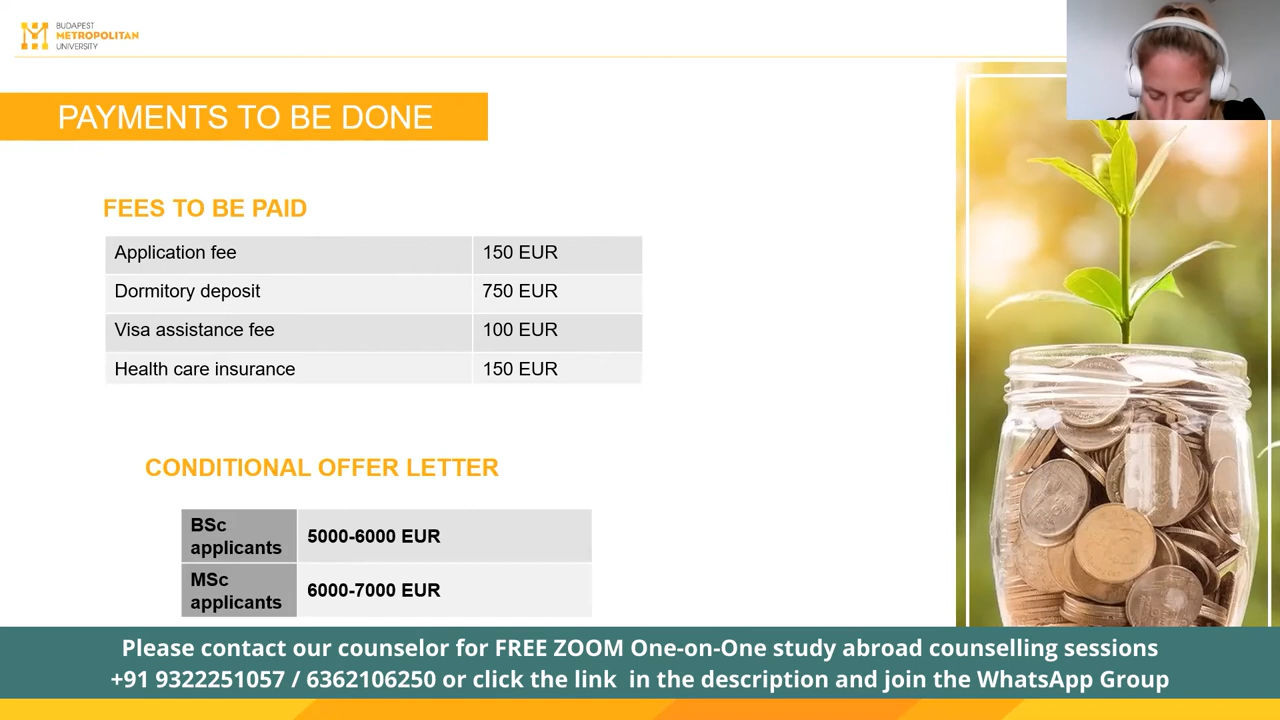 BUDAPEST
METROPOLITAN
UNIVERSITY
PAYMENTS TO BE DONE
FEES TO BE PAID
Application fee 150 EUR
Dormitory deposit 750 EUR
Visa assistance fee 100 EUR
Health care insurance 150 EUR
CONDITIONAL OFFER LETTER
BSc
applicants 5000-6000 EUR
MSc
applicants 6000-7000 EUR
Please contact our counselor for FREE ZOOM One-on-One study abroad counselling sessions
+91 9322251057 / 6362106250 or click the link in the description and join the WhatsApp Group